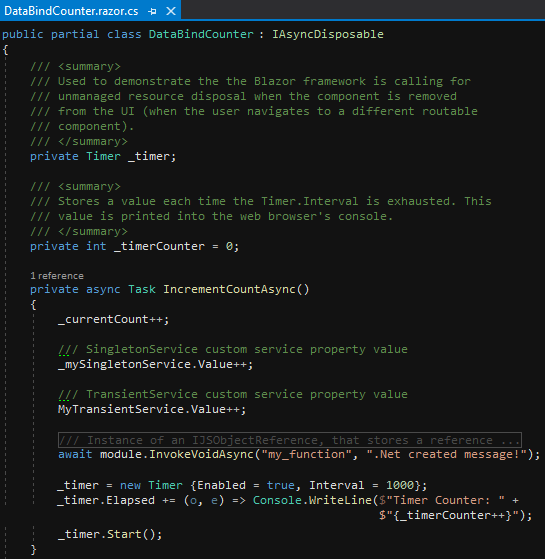 DataBindCounter.razor.cs
public partial class DataBindCounter : IAsyncDisposable
{
/// <summary>
/// Used to demonstrate the the Blazor framework is calling for
/// unmanaged resource disposal when the component is removed
/// from the UI (when the user navigates to a different routable
/// component).
/// </summary>
private Timer _timer;
/// <summary>
/// Stores a value each time the Timer.Interval is exhausted. This
/// value is printed into the web browser's console.
/// </summary>
private int _timerCounter = 0;
1 reference
private async Task IncrementCountAsync()
{
_currentCount++;
/// SingletonService custom service property value
_mySingletonService.Value++;
/// TransientService custom service property value
MyTransientService.Value++;
/// Instance of an IJSObjectReference, that stores a reference ...
await module.InvokeVoidAsync("my_function", ".Net created message!");
_timer = new Timer {Enabled = true, Interval = 1000};
_timer.Elapsed += (o, e) => Console.WriteLine($"Timer Counter: " +
$"{_timerCounter++}");
_timer.Start();
}